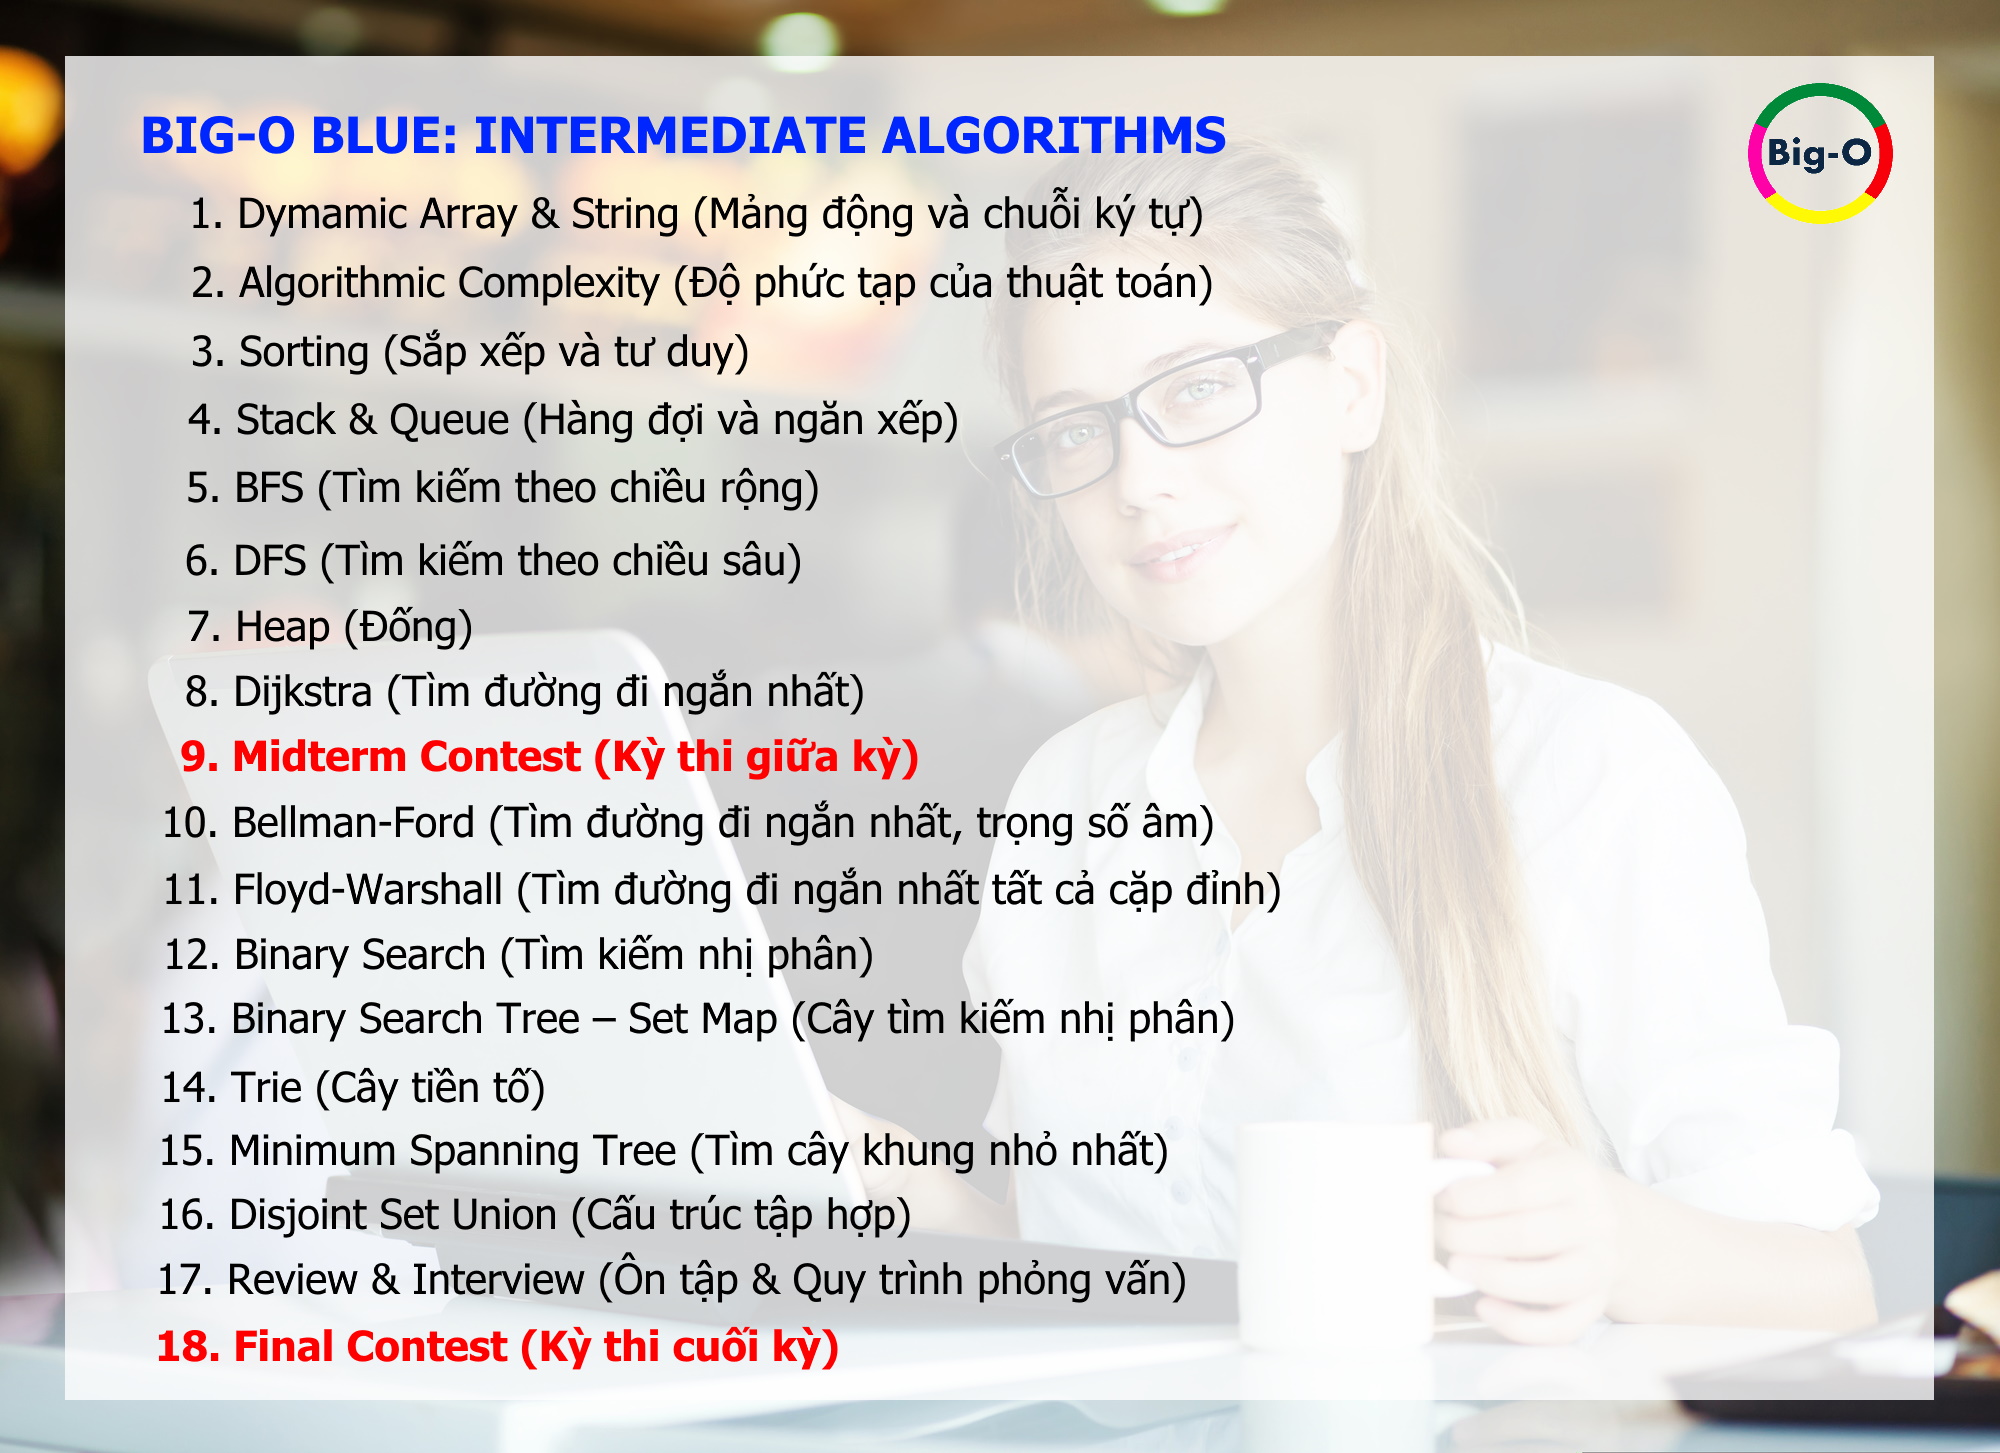 BIG-O BLUE: INTERMEDIATE ALGORITHMS
Big-O
1. Dymamic Array & String (Mảng động và chuỗi ký tự)
2. Algorithmic Complexity (Độ phức tạp của thuật toán)
3. Sorting (Sắp xếp và tư duy)
4. Stack & Queue (Hàng đợi và ngăn xếp)
5. BFS (Tìm kiếm theo chiều rộng)
6. DFS (Tìm kiếm theo chiều sâu)
7. Heap (Đống)
8. Dijkstra (Tìm đường đi ngắn nhất)
9. Midterm Contest (Kỳ thi giữa kỳ)
10. Bellman-Ford (Tìm đường đi ngắn nhất, trọng số âm)
11. Floyd-Warshall (Tìm đường đi ngắn nhất tất cả cặp đỉnh)
12. Binary Search (Tìm kiếm nhị phân)
13. Binary Search Tree – Set Map (Cây tìm kiếm nhị phân)
14. Trie (Cây tiền tố)
15. Minimum Spanning Tree (Tìm cây khung nhỏ nhất)
16. Disjoint Set Union (Cấu trúc tập hợp)
17. Review & Interview (Ôn tập & Quy trình phỏng vấn)
18. Final Contest (Kỳ thi cuối kỳ)